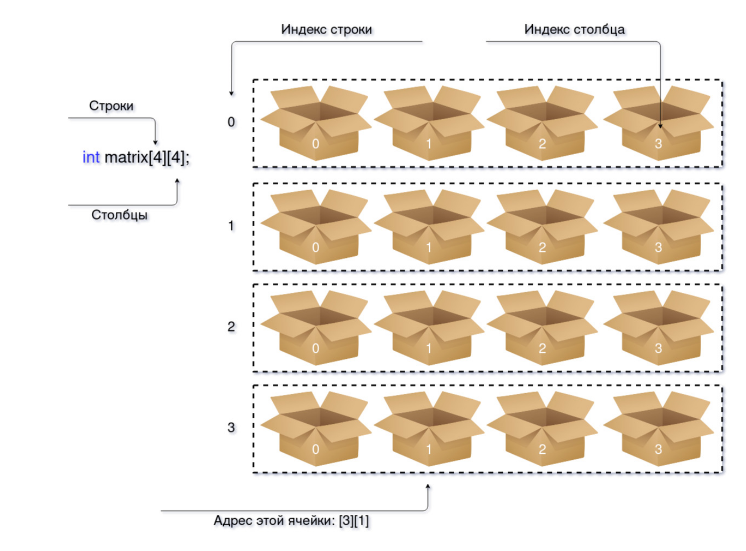 Индекс строки
Индекс столбца
Строки
int matrix[4][4];
Столбцы
0
0 1 2 3
1
0 1 2 3
2
0 1 2 3
3
0 1 2 3
Адрес этой ячейки: [3][1]